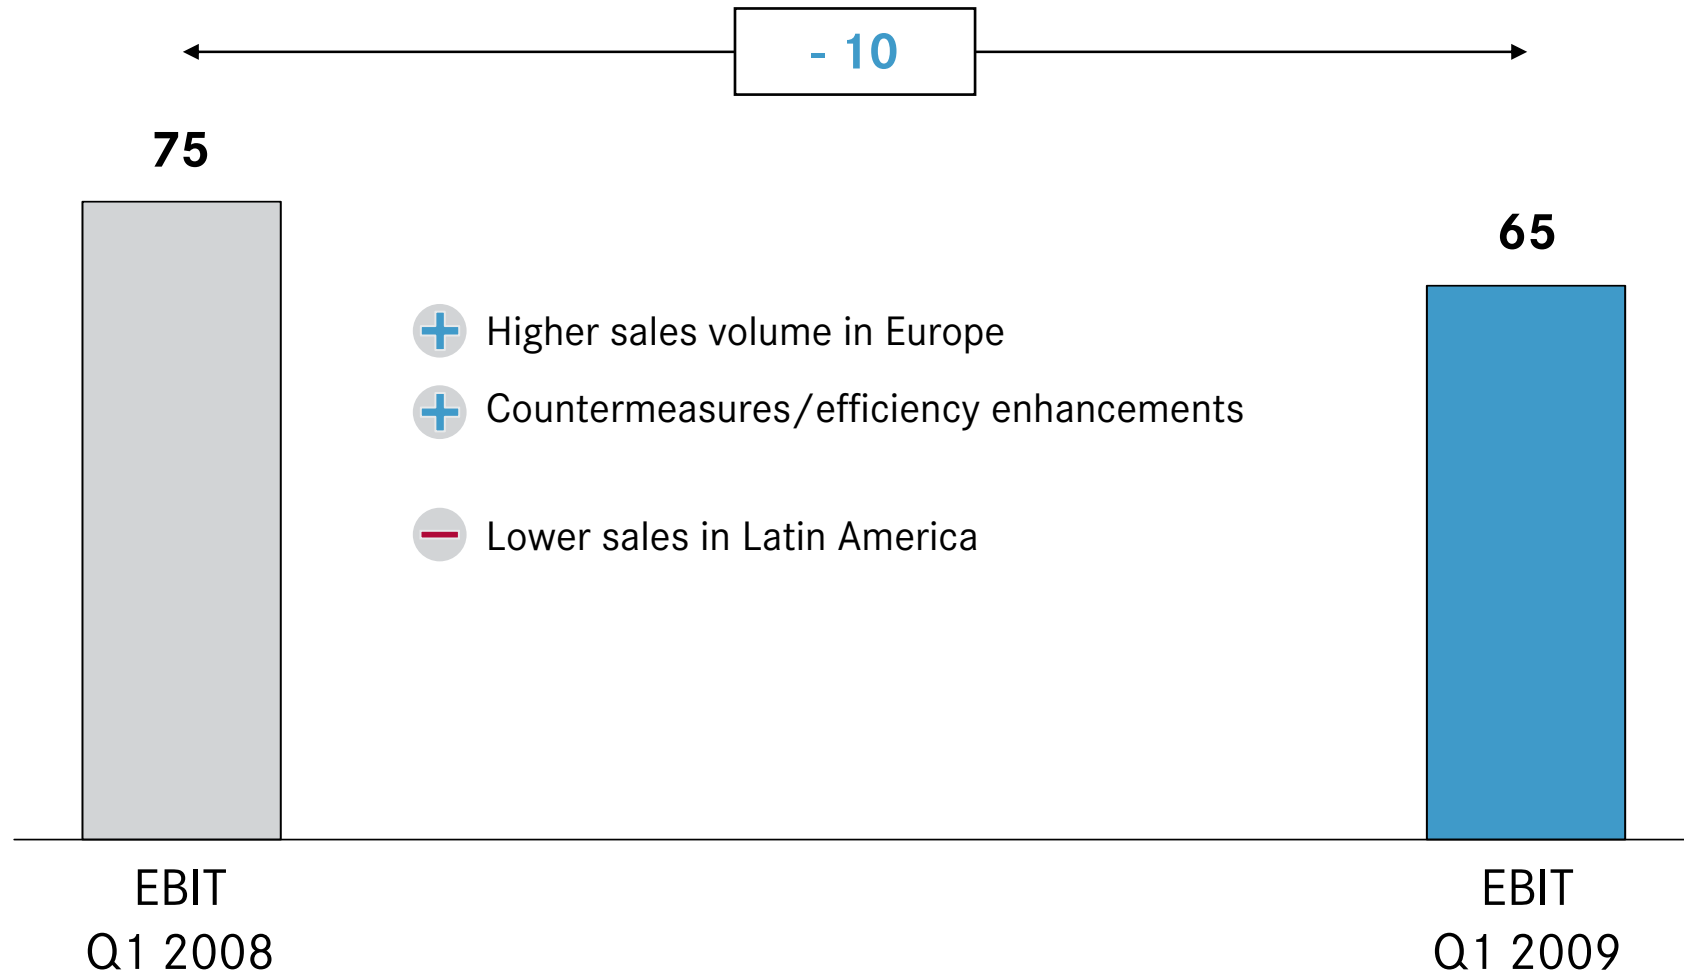 - 10
75
65
Higher sales volume in Europe
Countermeasures/efficiency enhancements
Lower sales in Latin America
EBIT
Q1 2008
EBIT
Q1 2009